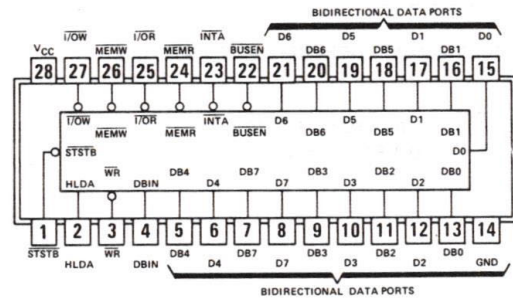 BIDIRECTIONAL DATA PORTS
VCC I/OW MEMW I/OR MEMR INTA BUSEN D6 DB6 D5 DB5 D1 DB1 D0
28 27 26 25 24 23 22 21 20 19 18 17 16 15
I/OW MEMW I/OR MEMR INTA BUSEN D6 DB6 D5 DB5 D1 DB1
STSTB D0
HLDA WR DBIN DB4 D4 DB7 D7 DB3 D3 DB2 D2 DB0
1 2 3 4 5 6 7 8 9 10 11 12 13 14
STSTB HLDA WR DBIN DB4 D4 DB7 D7 DB3 D3 DB2 D2 DB0 GND
BIDIRECTIONAL DATA PORTS